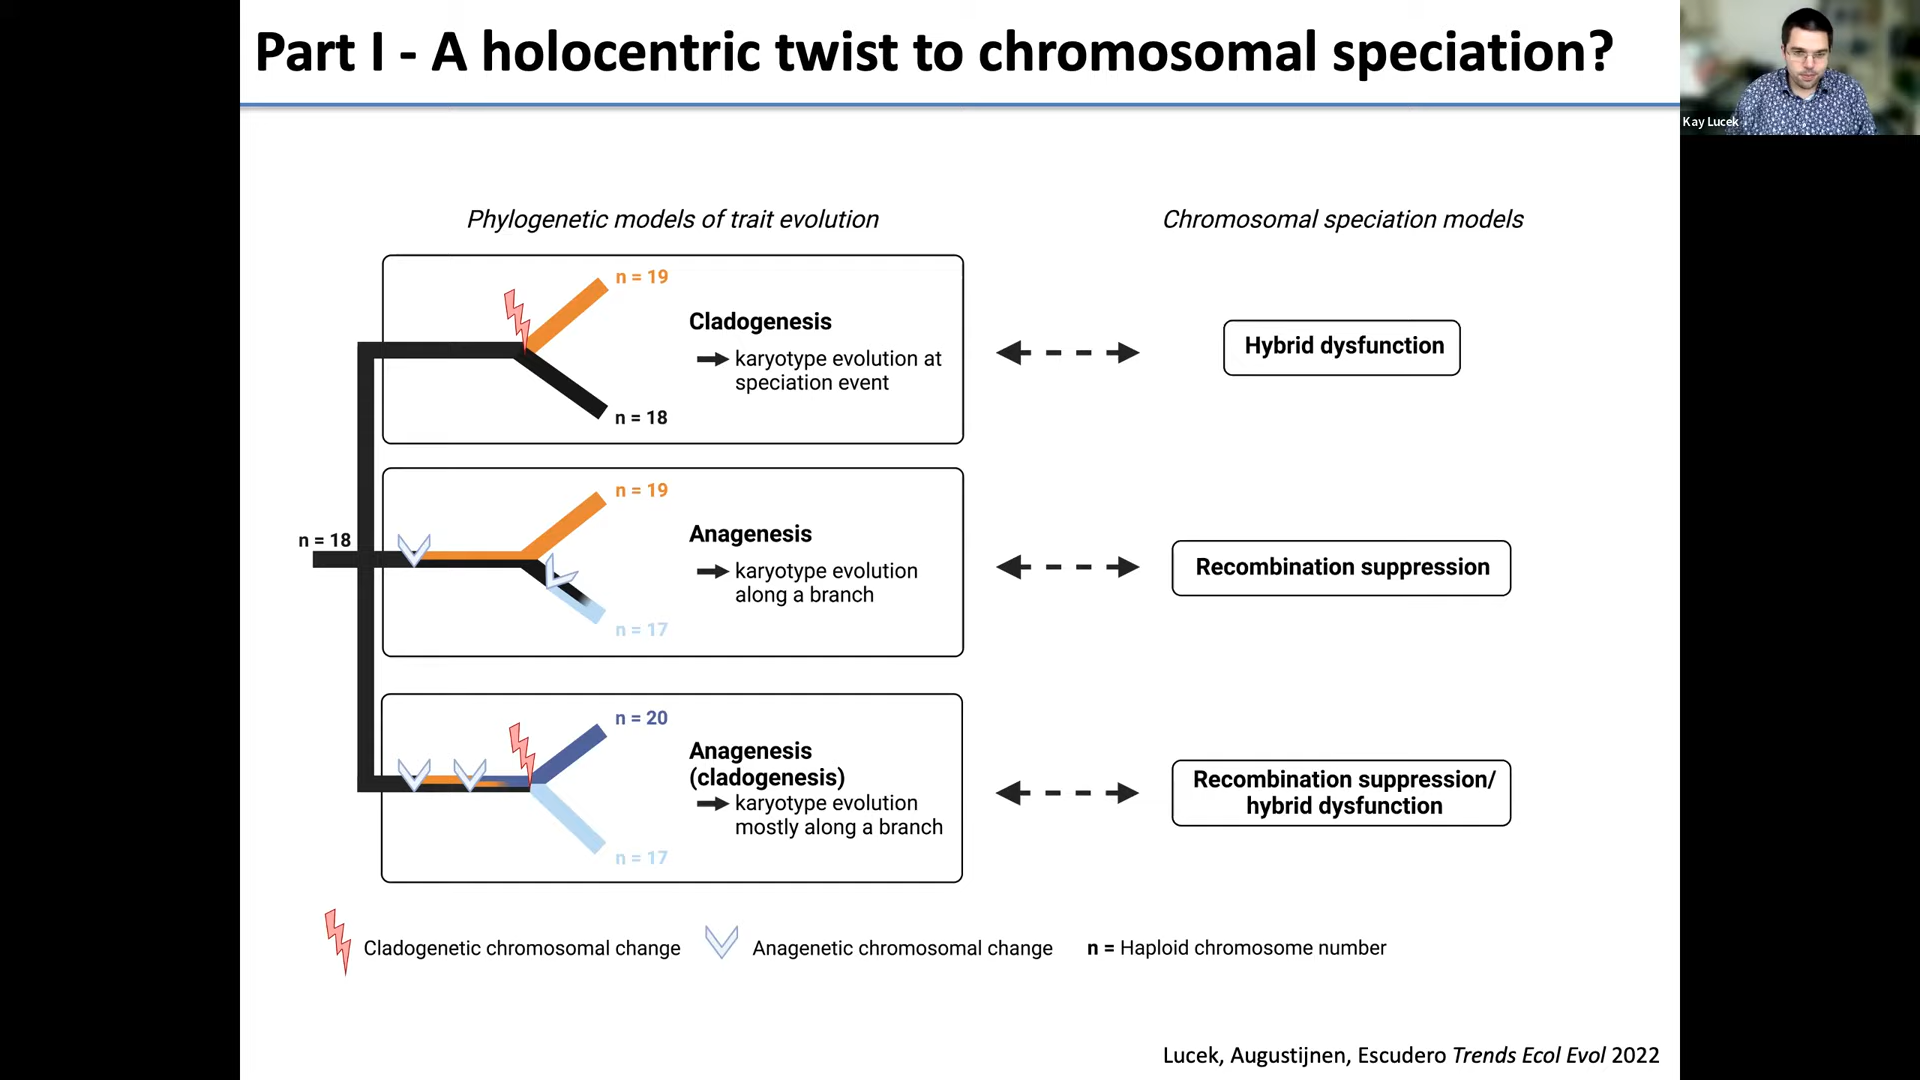 Part I - A holocentric twist to chromosomal speciation?
Kay Lucek
Phylogenetic models of trait evolution
Chromosomal speciation models
n = 19
Cladogenesis
karyotype evolution at
speciation event
n = 18
Hybrid dysfunction
n = 18
n = 19
Anagenesis
karyotype evolution
along a branch
n = 17
Recombination suppression
n = 20
Anagenesis
(cladogenesis)
karyotype evolution
mostly along a branch
n = 17
Recombination suppression/
hybrid dysfunction
Cladogenetic chromosomal change
Anagenetic chromosomal change
n = Haploid chromosome number
Lucek, Augustijnen, Escudero Trends Ecol Evol 2022